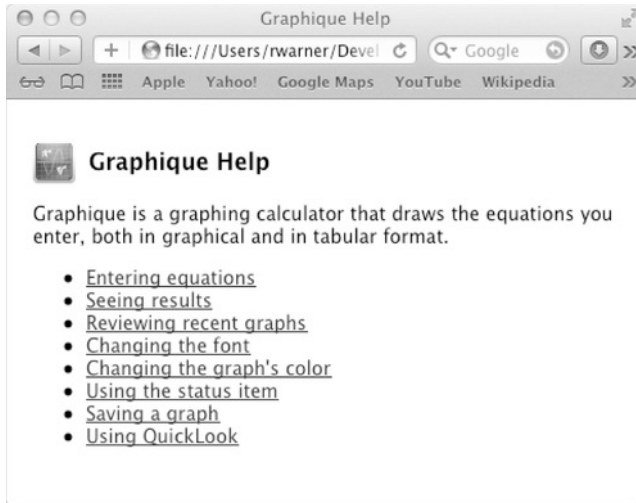 Graphique Help
file:///Users/rwarner/Devel
Google
Apple Yahoo! Google Maps YouTube Wikipedia
Graphique Help
Graphique is a graphing calculator that draws the equations you
enter, both in graphical and in tabular format.
• Entering equations
• Seeing results
• Reviewing recent graphs
• Changing the font
• Changing the graph's color
• Using the status item
• Saving a graph
• Using QuickLook